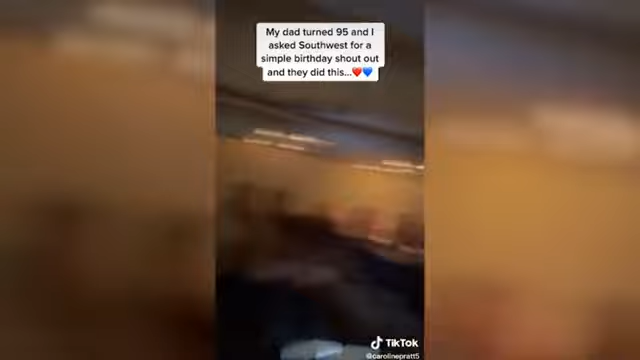 My dad turned 95 and I
asked Southwest for a
simple birthday shout out
and they did this...❤️💙
TikTok
@carolinepratt5